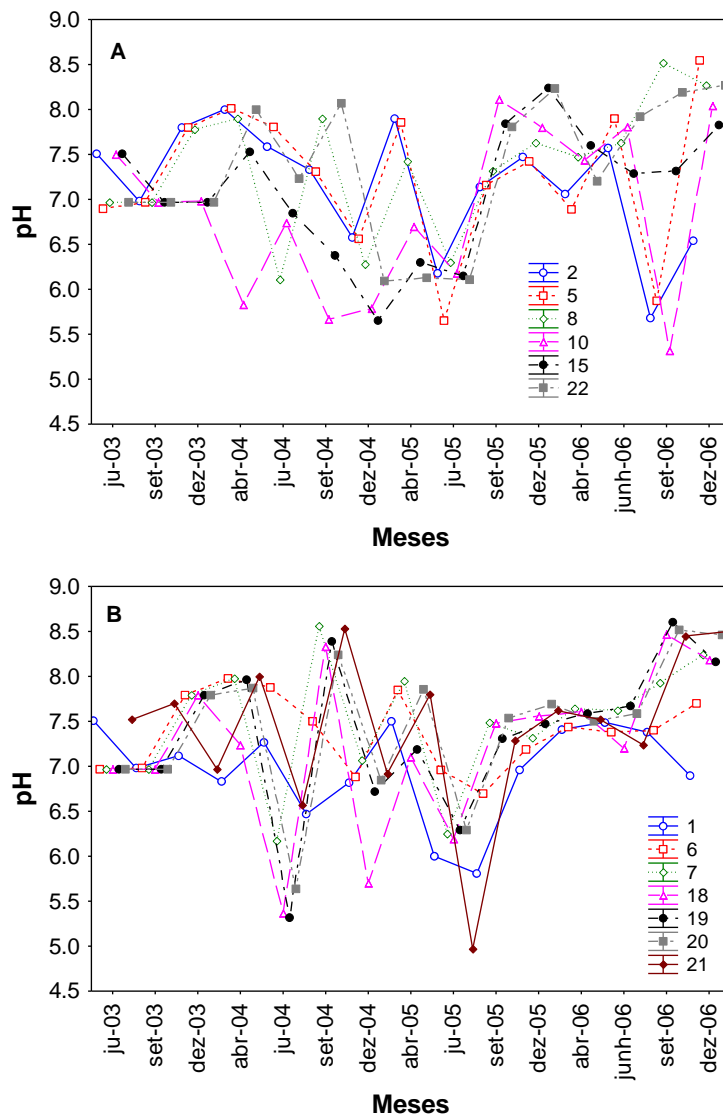 A
9.0
8.5
8.0
7.5
7.0
6.5
6.0
5.5
5.0
4.5
pH
2
5
8
10
15
22
ju-03
set-03
dez-03
abr-04
ju-04
set-04
dez-04
abr-05
ju-05
set-05
dez-05
abr-06
junh-06
set-06
dez-06
Meses
B
9.0
8.5
8.0
7.5
7.0
6.5
6.0
5.5
5.0
4.5
pH
1
6
7
18
19
20
21
ju-03
set-03
dez-03
abr-04
ju-04
set-04
dez-04
abr-05
ju-05
set-05
dez-05
abr-06
junh-06
set-06
dez-06
Meses